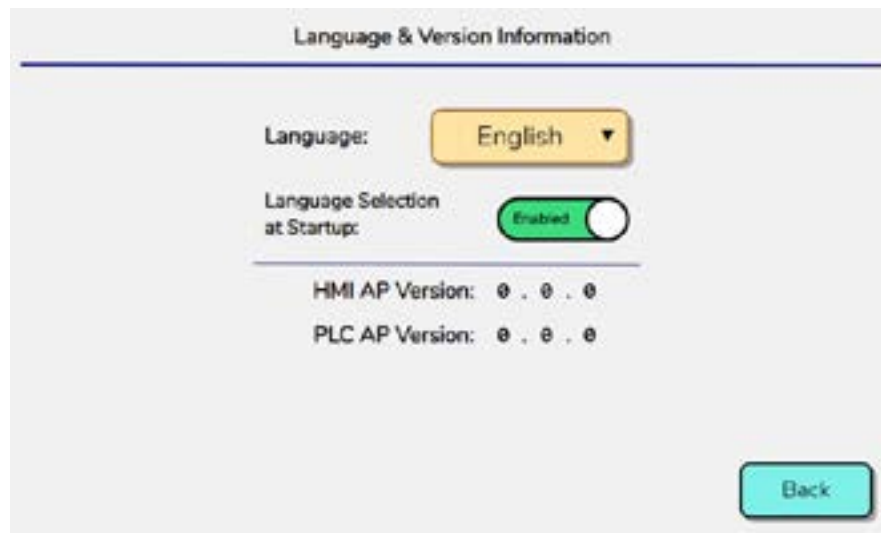 Language & Version Information
Language: English ▼
Language Selection
at Startup:
Enabled
HMI AP Version: 0 . 0 . 0
PLC AP Version: 0 . 0 . 0
Back